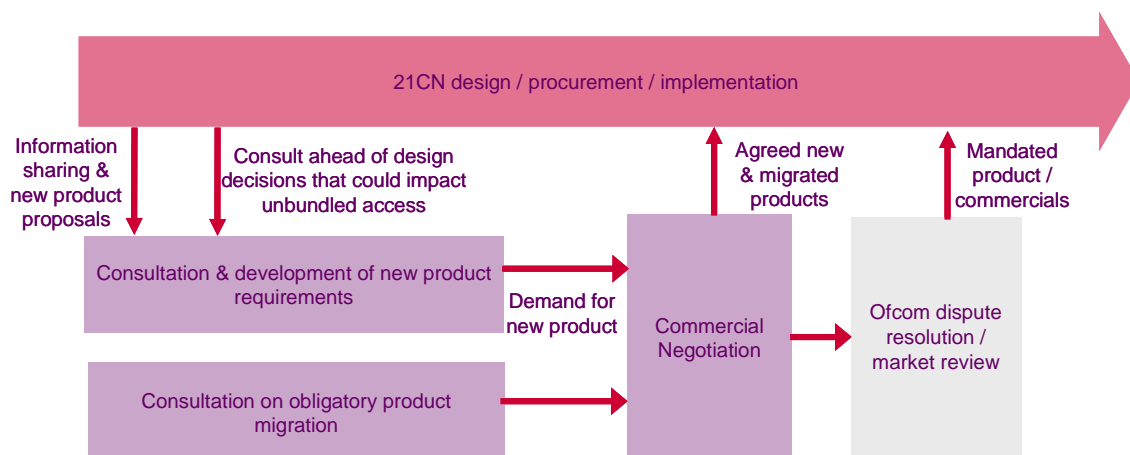 21CN design / procurement / implementation
Information
sharing &
new product
proposals
Consult ahead of design
decisions that could impact
unbundled access
Agreed new
& migrated
products
Mandated
product /
commercials
Consultation & development of new product
requirements
Demand for
new product
Commercial
Negotiation
Ofcom dispute
resolution /
market review
Consultation on obligatory product
migration